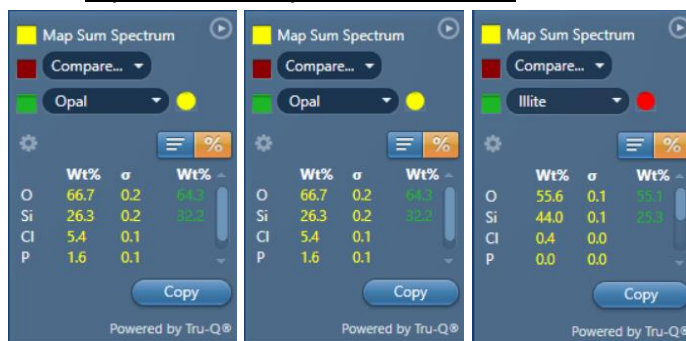 Map Sum Spectrum
Compare...
Opal
%
Wt% σ Wt%
O 66.7 0.2 64.3
Si 26.3 0.2 32.2
Cl 5.4 0.1
P 1.6 0.1
Copy
Powered by Tru-Q®
Map Sum Spectrum
Compare...
Opal
%
Wt% σ Wt%
O 66.7 0.2 64.3
Si 26.3 0.2 32.2
Cl 5.4 0.1
P 1.6 0.1
Copy
Powered by Tru-Q®
Map Sum Spectrum
Compare...
Illite
%
Wt% σ Wt%
O 55.6 0.1 55.1
Si 44.0 0.1 25.3
Cl 0.4 0.0
P 0.0 0.0
Copy
Powered by Tru-Q®